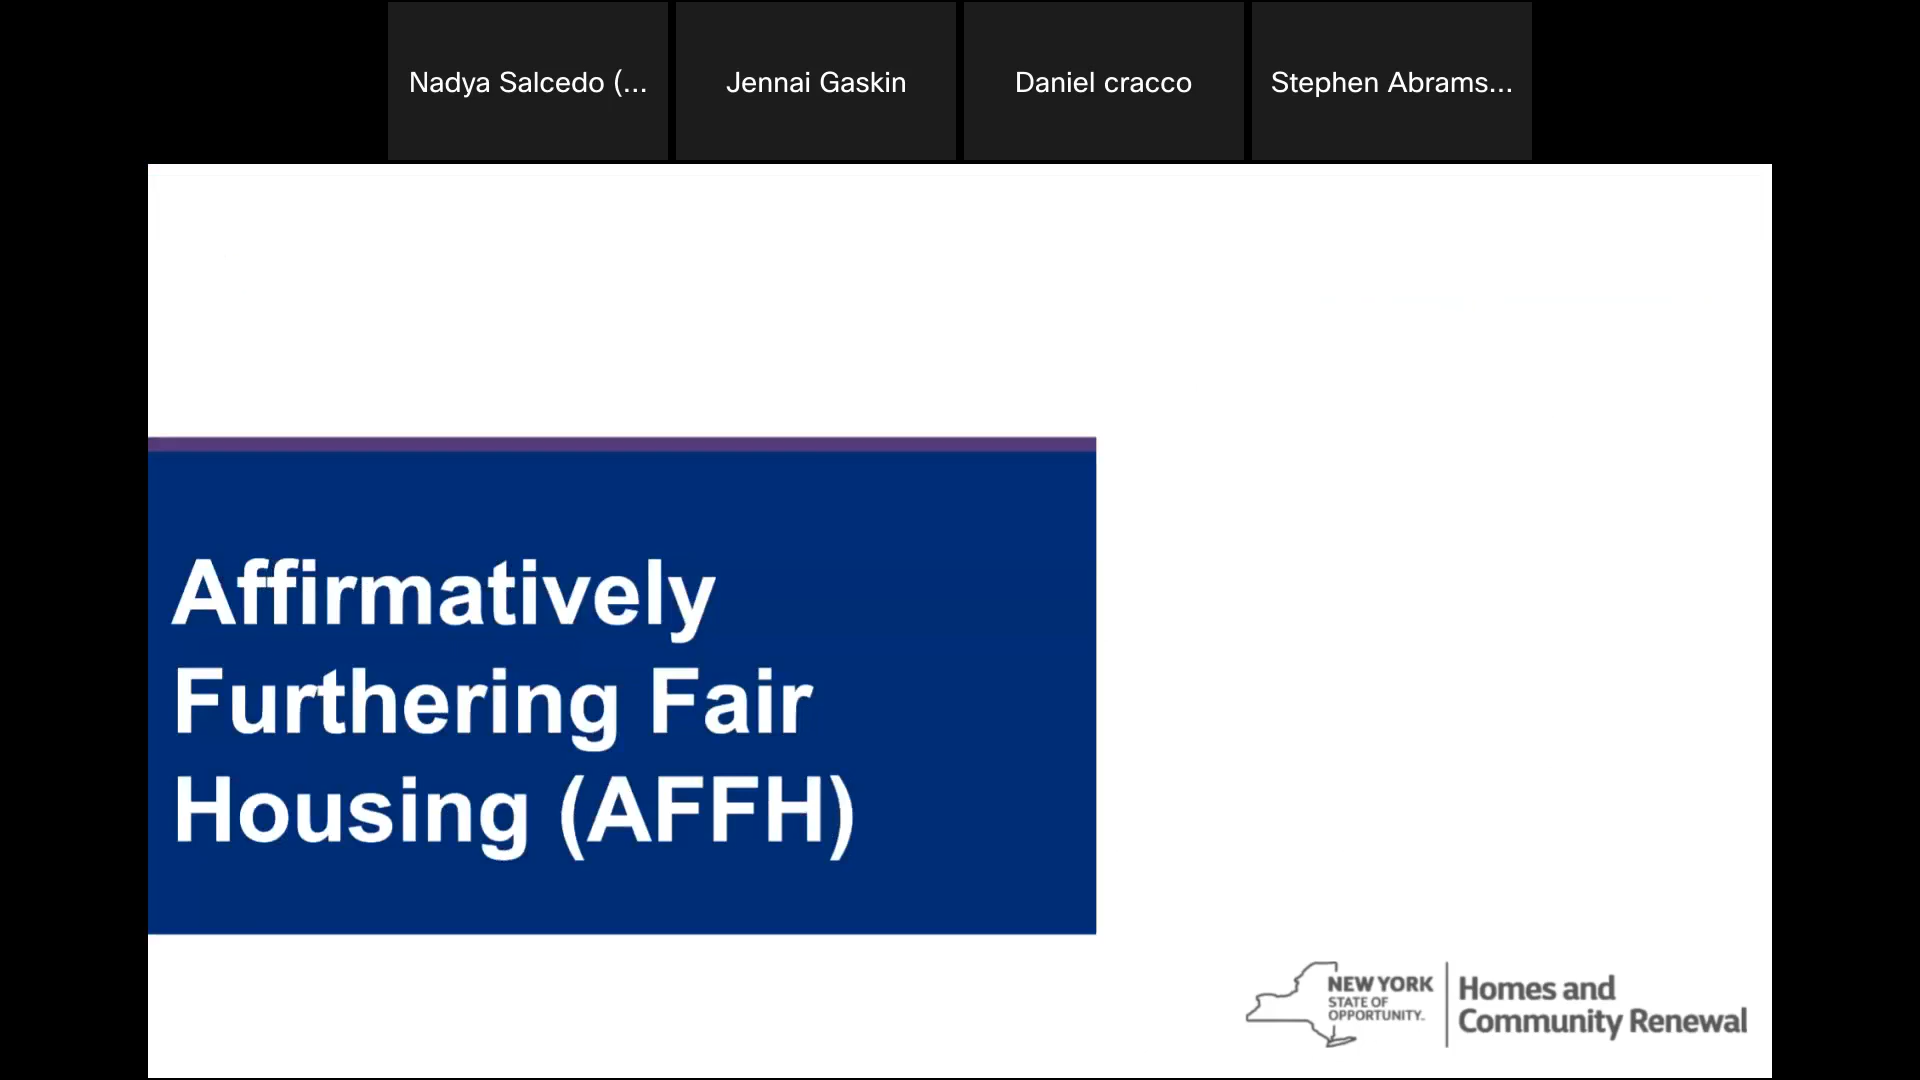 Nadya Salcedo (...
Jennai Gaskin
Daniel cracco
Stephen Abrams...
Affirmatively
Furthering Fair
Housing (AFFH)
NEW YORK
STATE OF
OPPORTUNITY.
Homes and
Community Renewal